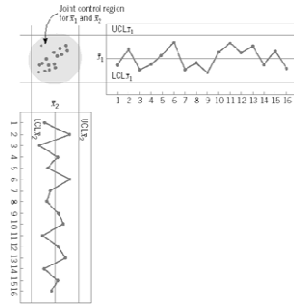 Joint control region
for x̄₁ and x̄₂
UCLx̄₁
x̄₁
LCLx̄₁
1 2 3 4 5 6 7 8 9 10 11 12 13 14 15 16
x̄₂
LCLx̄₂
UCLx̄₂
1 2 3 4 5 6 7 8 9 10 11 12 13 14 15 16